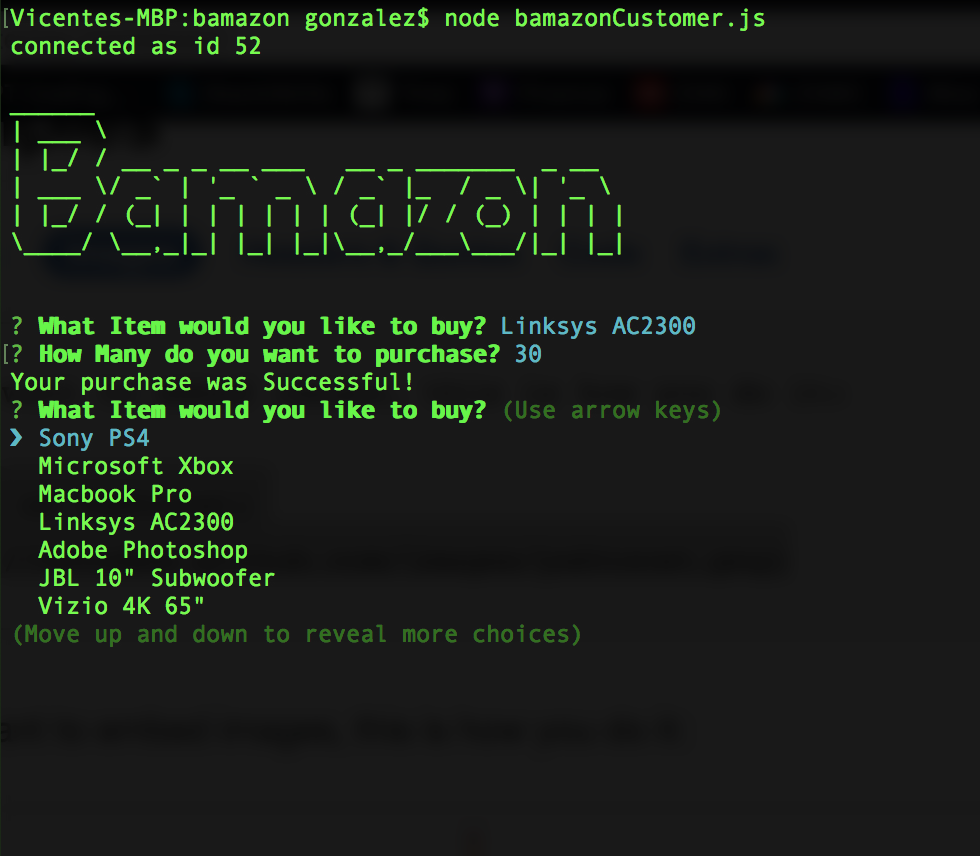 [Vicentes-MBP:bamazon gonzalez$ node bamazonCustomer.js
connected as id 52
Bamazon
? What Item would you like to buy? Linksys AC2300
[? How Many do you want to purchase? 30
Your purchase was Successful!
? What Item would you like to buy? (Use arrow keys)
❯ Sony PS4
Microsoft Xbox
Macbook Pro
Linksys AC2300
Adobe Photoshop
JBL 10" Subwoofer
Vizio 4K 65"
(Move up and down to reveal more choices)